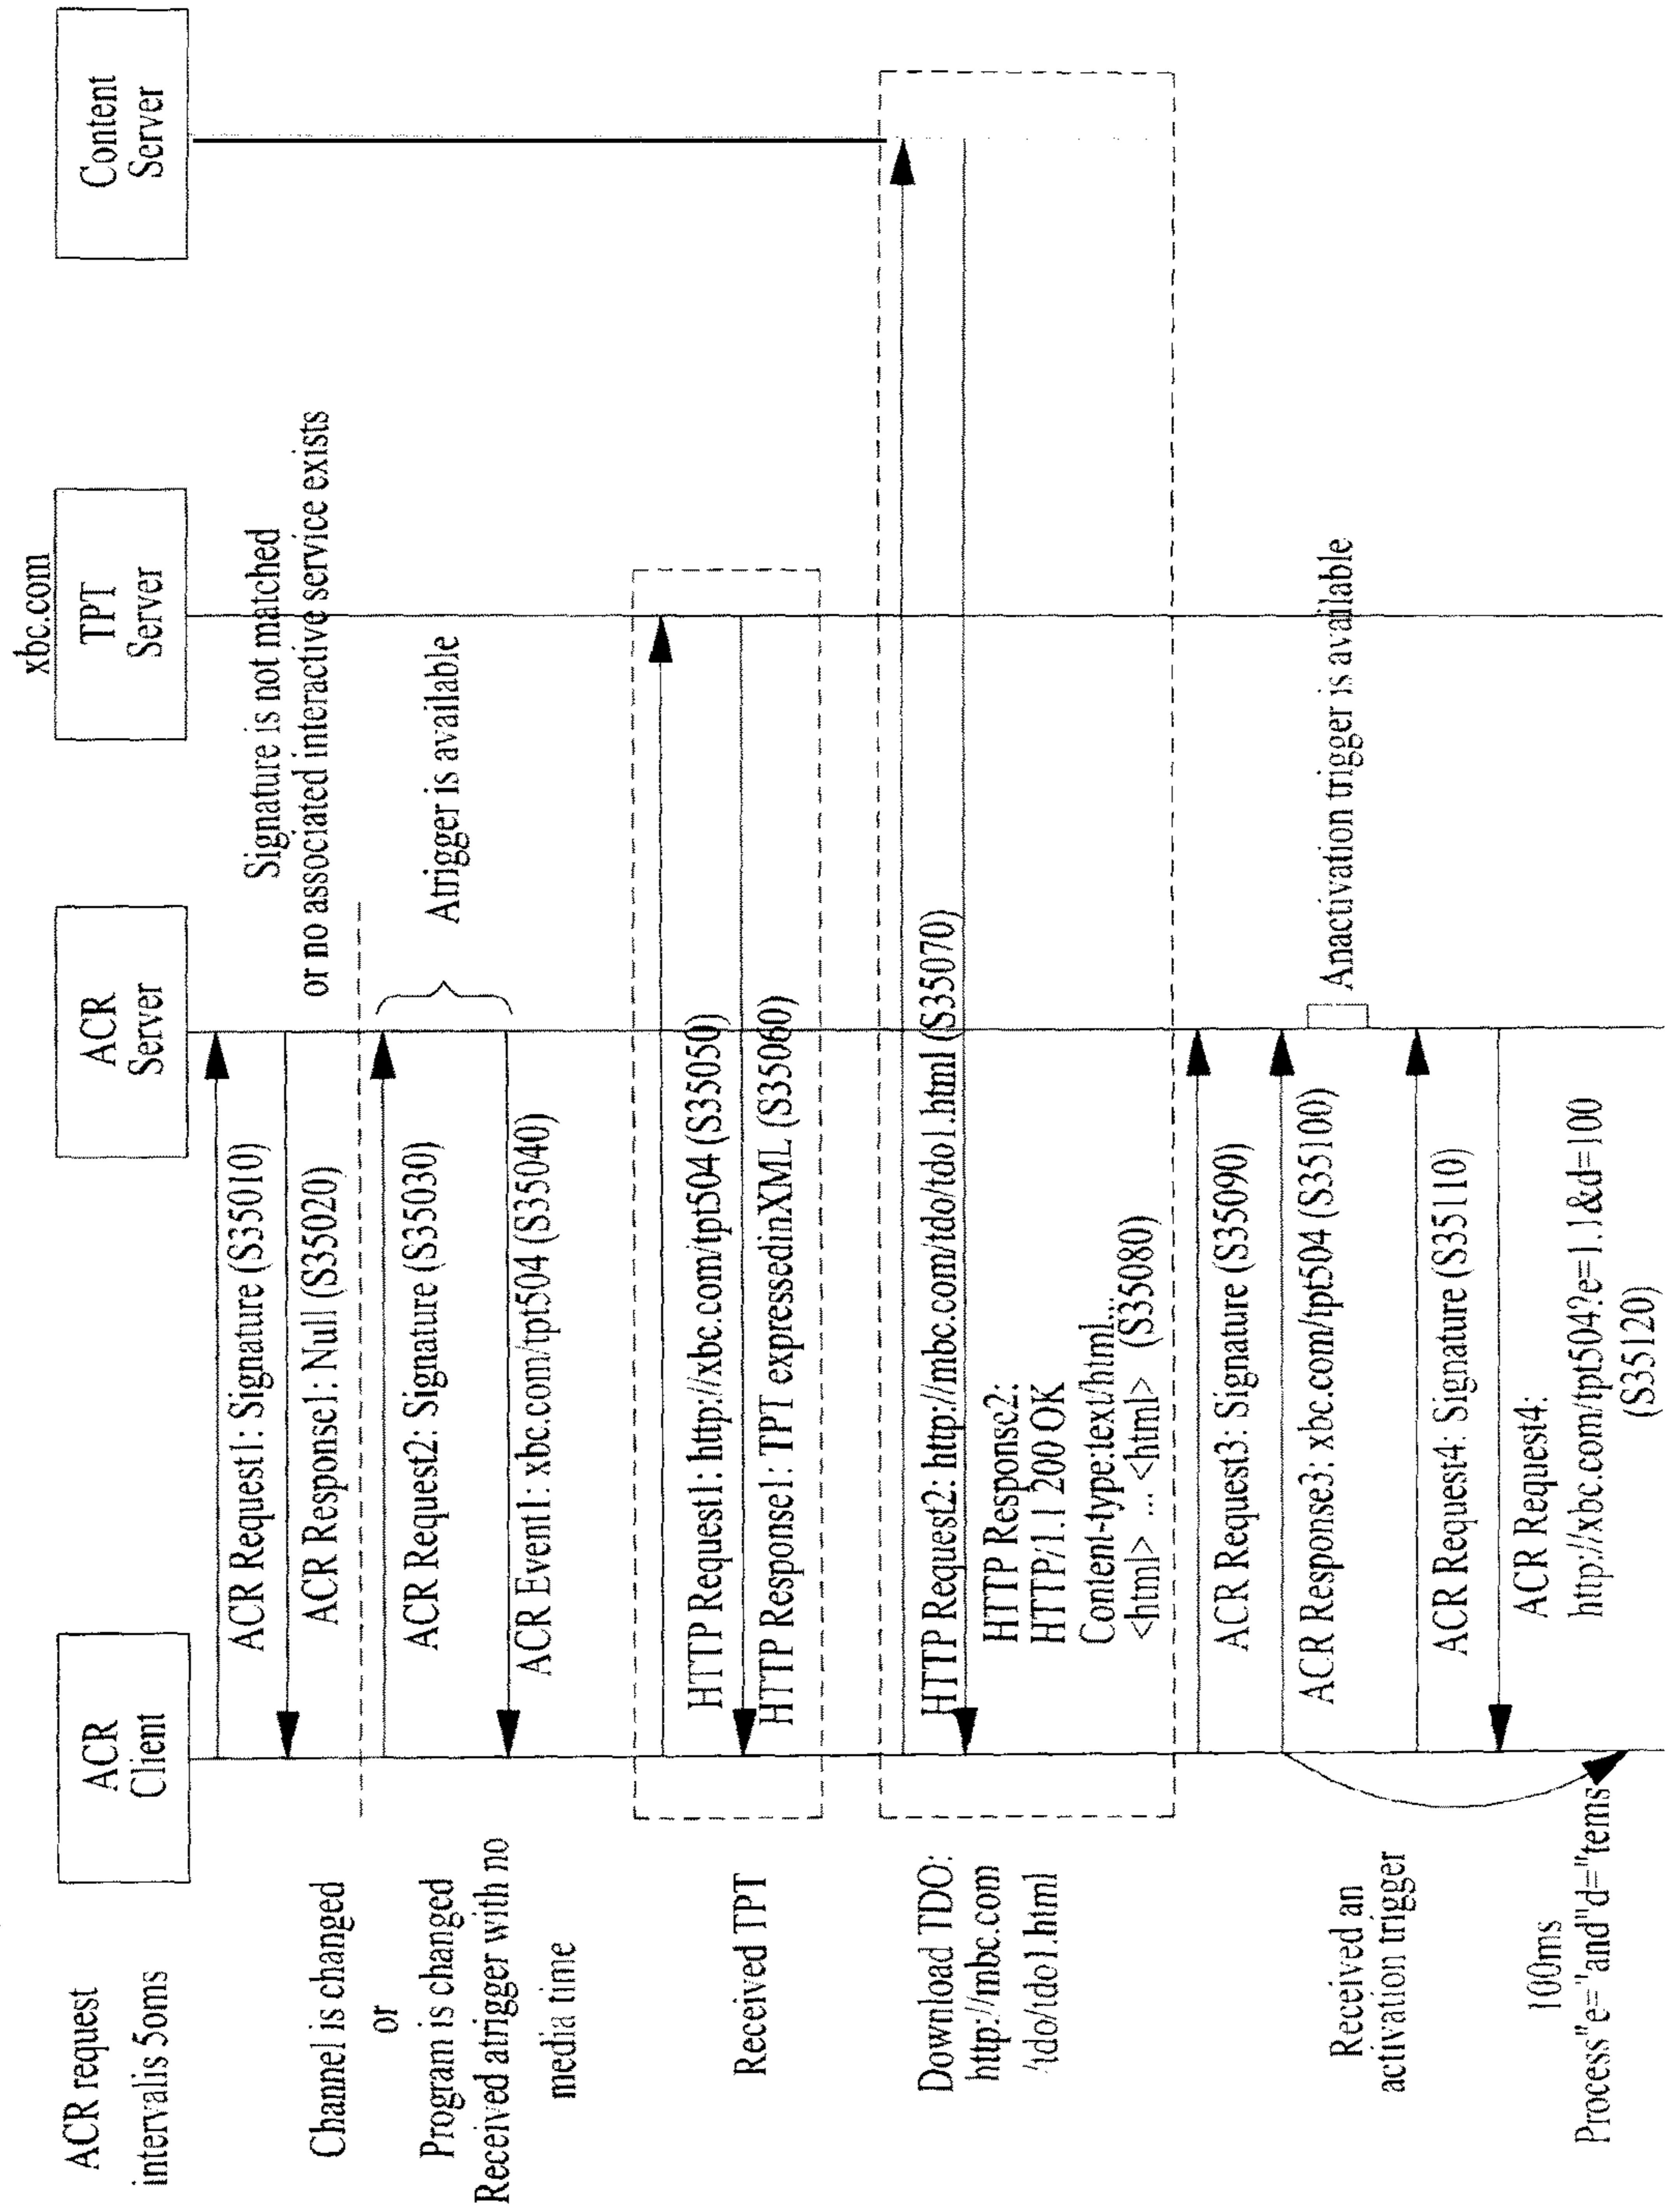 ACR request
intervalis 5oms
ACR
Client
ACR
Server
xbc.com
TPT
Server
Content
Server
ACR Request1: Signature (S35010)
Signature is not matched
or no associated interactive service exists
ACR Response1: Null (S35020)
Channel is changed
or
Program is changed
Received atrigger with no
media time
ACR Request2: Signature (S35030)
Atrigger is available
ACR Event1: xbc.com/tpt504 (S35040)
Received TPT
HTTP Request1: http://xbc.com/tpt504 (S35050)
HTTP Response1: TPT expressedinXML (S35060)
Download TDO:
http://mbc.com
/tdo/tdo1.html
HTTP Request2: http://mbc.com/tdo/tdo1.html (S35070)
HTTP Response2:
HTTP/1.1 200 OK
Content-type:text/html...
<html> ... <html> (S35080)
ACR Request3: Signature (S35090)
ACR Response3: xbc.com/tpt504 (S35100)
Anactivation trigger is available
Received an
activation trigger
ACR Request4: Signature (S35110)
ACR Request4:
http://xbc.com/tpt504?e=1.1&d=100
(S35120)
100ms
Process"e="and"d="tems